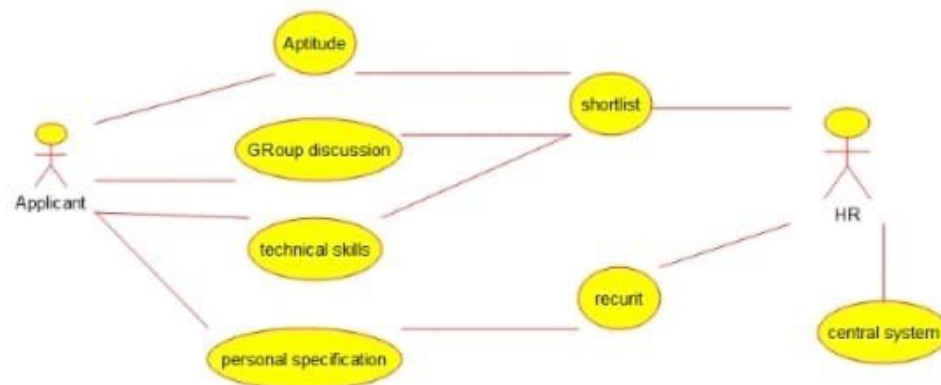 Aptitude
shortlist
GRoup discussion
Applicant
HR
technical skills
recurit
central system
personal specification